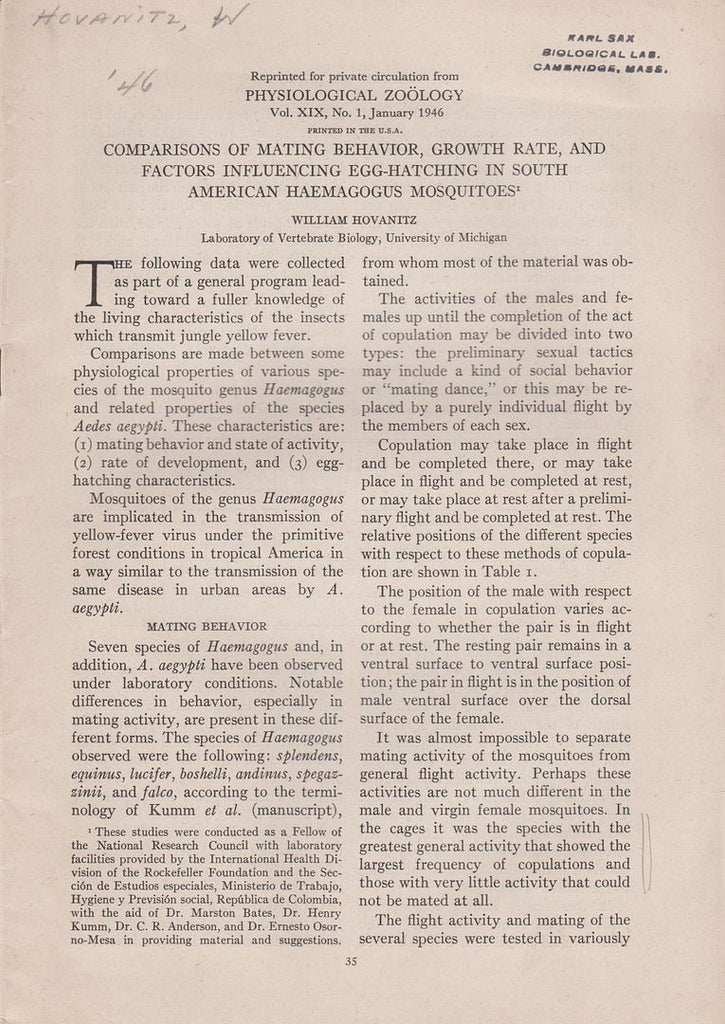 HOVANITZ, W
'46
KARL SAX
BIOLOGICAL LAB.
CAMBRIDGE, MASS.
Reprinted for private circulation from
PHYSIOLOGICAL ZOÖLOGY
Vol. XIX, No. 1, January 1946
PRINTED IN THE U.S.A.
COMPARISONS OF MATING BEHAVIOR, GROWTH RATE, AND
FACTORS INFLUENCING EGG-HATCHING IN SOUTH
AMERICAN HAEMAGOGUS MOSQUITOES¹
WILLIAM HOVANITZ
Laboratory of Vertebrate Biology, University of Michigan
THE following data were collected
as part of a general program lead-
ing toward a fuller knowledge of
the living characteristics of the insects
which transmit jungle yellow fever.
Comparisons are made between some
physiological properties of various spe-
cies of the mosquito genus Haemagogus
and related properties of the species
Aedes aegypti. These characteristics are:
(1) mating behavior and state of activity,
(2) rate of development, and (3) egg-
hatching characteristics.
Mosquitoes of the genus Haemagogus
are implicated in the transmission of
yellow-fever virus under the primitive
forest conditions in tropical America in
a way similar to the transmission of the
same disease in urban areas by A.
aegypti.
MATING BEHAVIOR
Seven species of Haemagogus and, in
addition, A. aegypti have been observed
under laboratory conditions. Notable
differences in behavior, especially in
mating activity, are present in these dif-
ferent forms. The species of Haemagogus
observed were the following: splendens,
equinus, lucifer, boshelli, andinus, spegaz-
zinii, and falco, according to the termi-
nology of Kumm et al. (manuscript),
¹ These studies were conducted as a Fellow of
the National Research Council with laboratory
facilities provided by the International Health Di-
vision of the Rockefeller Foundation and the Sec-
ción de Estudios especiales, Ministerio de Trabajo,
Hygiene y Previsión social, República de Colombia,
with the aid of Dr. Marston Bates, Dr. Henry
Kumm, Dr. C. R. Anderson, and Dr. Ernesto Osor-
no-Mesa in providing material and suggestions.
from whom most of the material was ob-
tained.
The activities of the males and fe-
males up until the completion of the act
of copulation may be divided into two
types: the preliminary sexual tactics
may include a kind of social behavior
or "mating dance," or this may be re-
placed by a purely individual flight by
the members of each sex.
Copulation may take place in flight
and be completed there, or may take
place in flight and be completed at rest,
or may take place at rest after a prelimi-
nary flight and be completed at rest. The
relative positions of the different species
with respect to these methods of copula-
tion are shown in Table 1.
The position of the male with respect
to the female in copulation varies ac-
cording to whether the pair is in flight
or at rest. The resting pair remains in a
ventral surface to ventral surface posi-
tion; the pair in flight is in the position of
male ventral surface over the dorsal
surface of the female.
It was almost impossible to separate
mating activity of the mosquitoes from
general flight activity. Perhaps these
activities are not much different in the
male and virgin female mosquitoes. In
the cages it was the species with the
greatest general activity that showed the
largest frequency of copulations and
those with very little activity that could
not be mated at all.
The flight activity and mating of the
several species were tested in variously
35